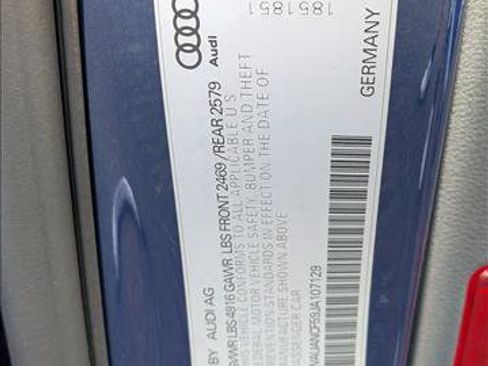 BY AUDI AG
Audi
GVWR LBS 4916 GAWR LBS FRONT 2469 / REAR 2579
THIS VEHICLE CONFORMS TO ALL APPLICABLE U S
FEDERAL MOTOR VEHICLE SAFETY, BUMPER AND THEFT
PREVENTION STANDARDS IN EFFECT ON THE DATE OF
MANUFACTURE SHOWN ABOVE
PASSENGER CAR
WAUANCF59JA107129
GERMANY